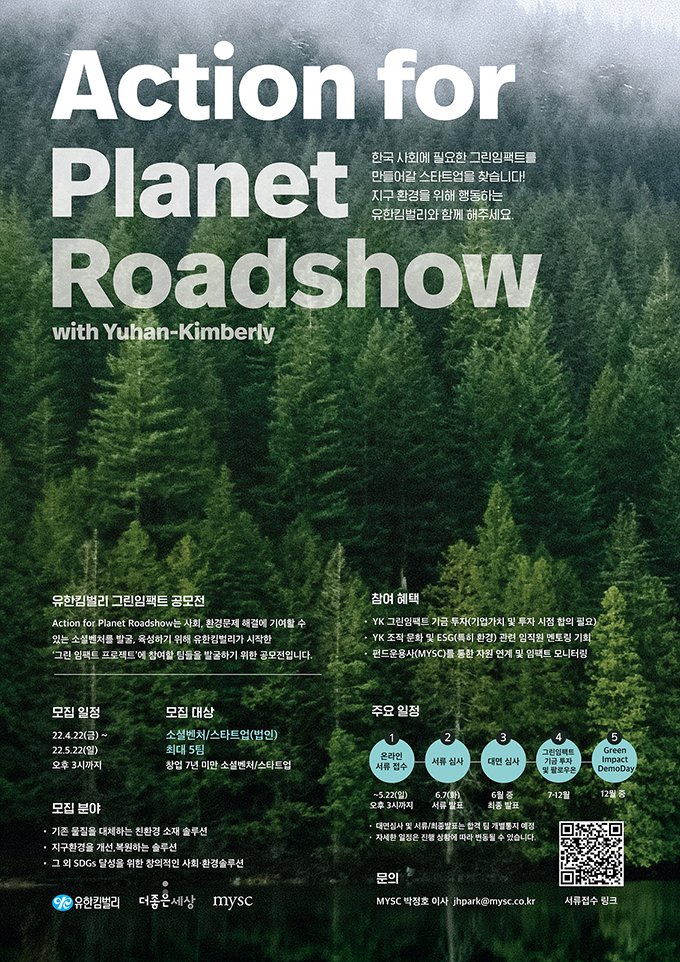 Action for
Planet
Roadshow
with Yuhan-Kimberly
한국 사회에 필요한 그린임팩트를
만들어갈 스타트업을 찾습니다!
지구 환경을 위해 행동하는
유한킴벌리와 함께 해주세요.
유한킴벌리 그린임팩트 공모전
Action for Planet Roadshow는 사회, 환경문제 해결에 기여할 수
있는 소셜벤처를 발굴, 육성하기 위해 유한킴벌리가 시작한
'그린 임팩트 프로젝트'에 참여할 팀들을 발굴하기 위한 공모전입니다.
참여 혜택
· YK 그린임팩트 기금 투자(기업가치 및 투자 시점 합의 필요)
· YK 조직 문화 및 ESG(특히 환경) 관련 임직원 멘토링 기회
· 펀드운용사(MYSC)를 통한 자원 연계 및 임팩트 모니터링
모집 일정
22.4.22(금) ~
22.5.22(일)
오후 3시까지
모집 대상
소셜벤처/스타트업(법인)
최대 5팀
창업 7년 미만 소셜벤처/스타트업
주요 일정
1
온라인
서류 접수
~5.22(일)
오후 3시까지
2
서류 심사
6.7(화)
서류 발표
3
대면 심사
6월 중
최종 발표
4
그린임팩트
기금 투자
및 팔로우온
7-12월
5
Green
Impact
DemoDay
12월 중
· 대면심사 및 서류/최종발표는 합격 팀 개별통지 예정
· 자세한 일정은 진행 상황에 따라 변동될 수 있습니다.
모집 분야
· 기존 물질을 대체하는 친환경 소재 솔루션
· 지구환경을 개선,복원하는 솔루션
· 그 외 SDGs 달성을 위한 창의적인 사회·환경솔루션
문의
MYSC 박정호 이사 jhpark@mysc.co.kr
서류접수 링크
유한킴벌리
더좋은세상
mysc